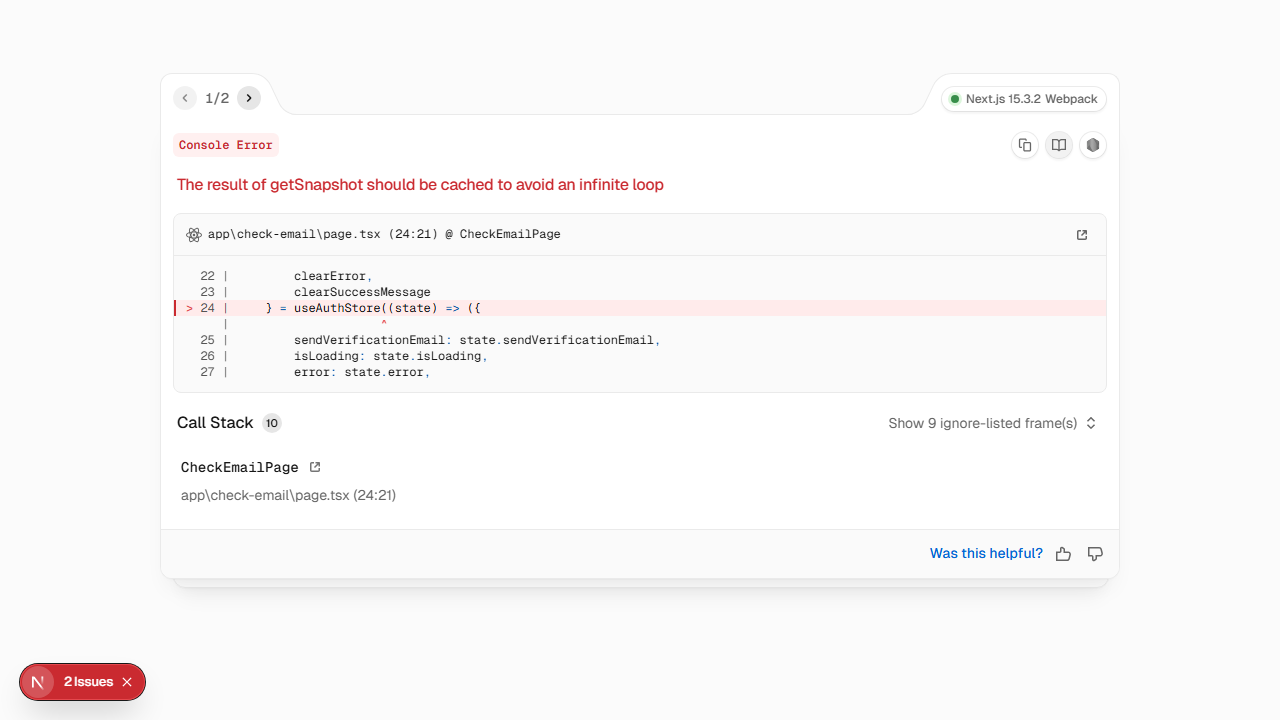 1/2
Next.js 15.3.2 Webpack
Console Error
The result of getSnapshot should be cached to avoid an infinite loop
app\check-email\page.tsx (24:21) @ CheckEmailPage
22 | clearError,
23 | clearSuccessMessage
> 24 | } = useAuthStore((state) => ({
| ^
25 | sendVerificationEmail: state.sendVerificationEmail,
26 | isLoading: state.isLoading,
27 | error: state.error,
Call Stack 10
Show 9 ignore-listed frame(s)
CheckEmailPage
app\check-email\page.tsx (24:21)
Was this helpful?
N 2 Issues